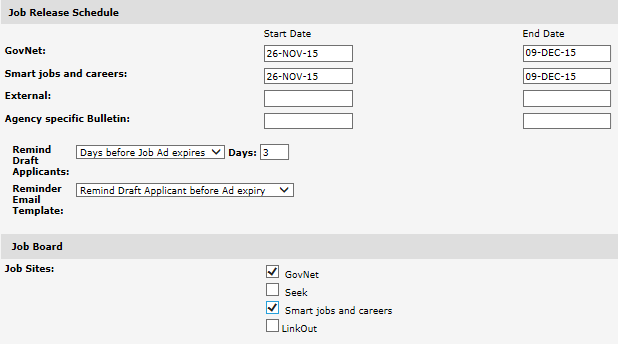 Job Release Schedule
Start Date End Date
GovNet: 26-NOV-15 09-DEC-15
Smart jobs and careers: 26-NOV-15 09-DEC-15
External:
Agency specific Bulletin:
Remind Draft Applicants: Days before Job Ad expires Days: 3
Reminder Email Template: Remind Draft Applicant before Ad expiry
Job Board
Job Sites:
GovNet
Seek
Smart jobs and careers
LinkOut